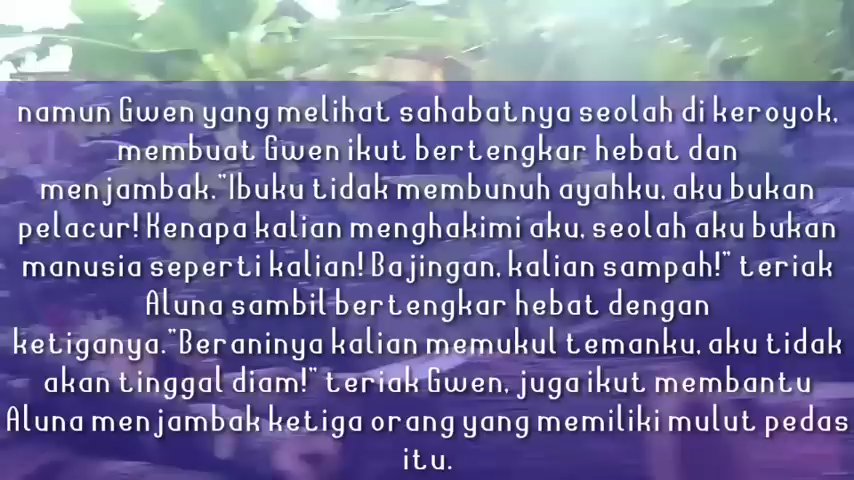 namun Gwen yang melihat sahabatnya seolah di keroyok,
membuat Gwen ikut bertengkar hebat dan
menjambak."Ibuku tidak membunuh ayahku, aku bukan
pelacur! Kenapa kalian menghakimi aku, seolah aku bukan
manusia seperti kalian! Bajingan, kalian sampah!" teriak
Aluna sambil bertengkar hebat dengan
ketiganya."Beraninya kalian memukul temanku, aku tidak
akan tinggal diam!" teriak Gwen, juga ikut membantu
Aluna menjambak ketiga orang yang memiliki mulut pedas
itu.